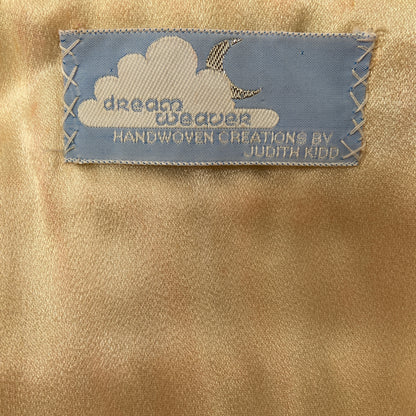 dream
weaver
HANDWOVEN CREATIONS BY
JUDITH KIDD